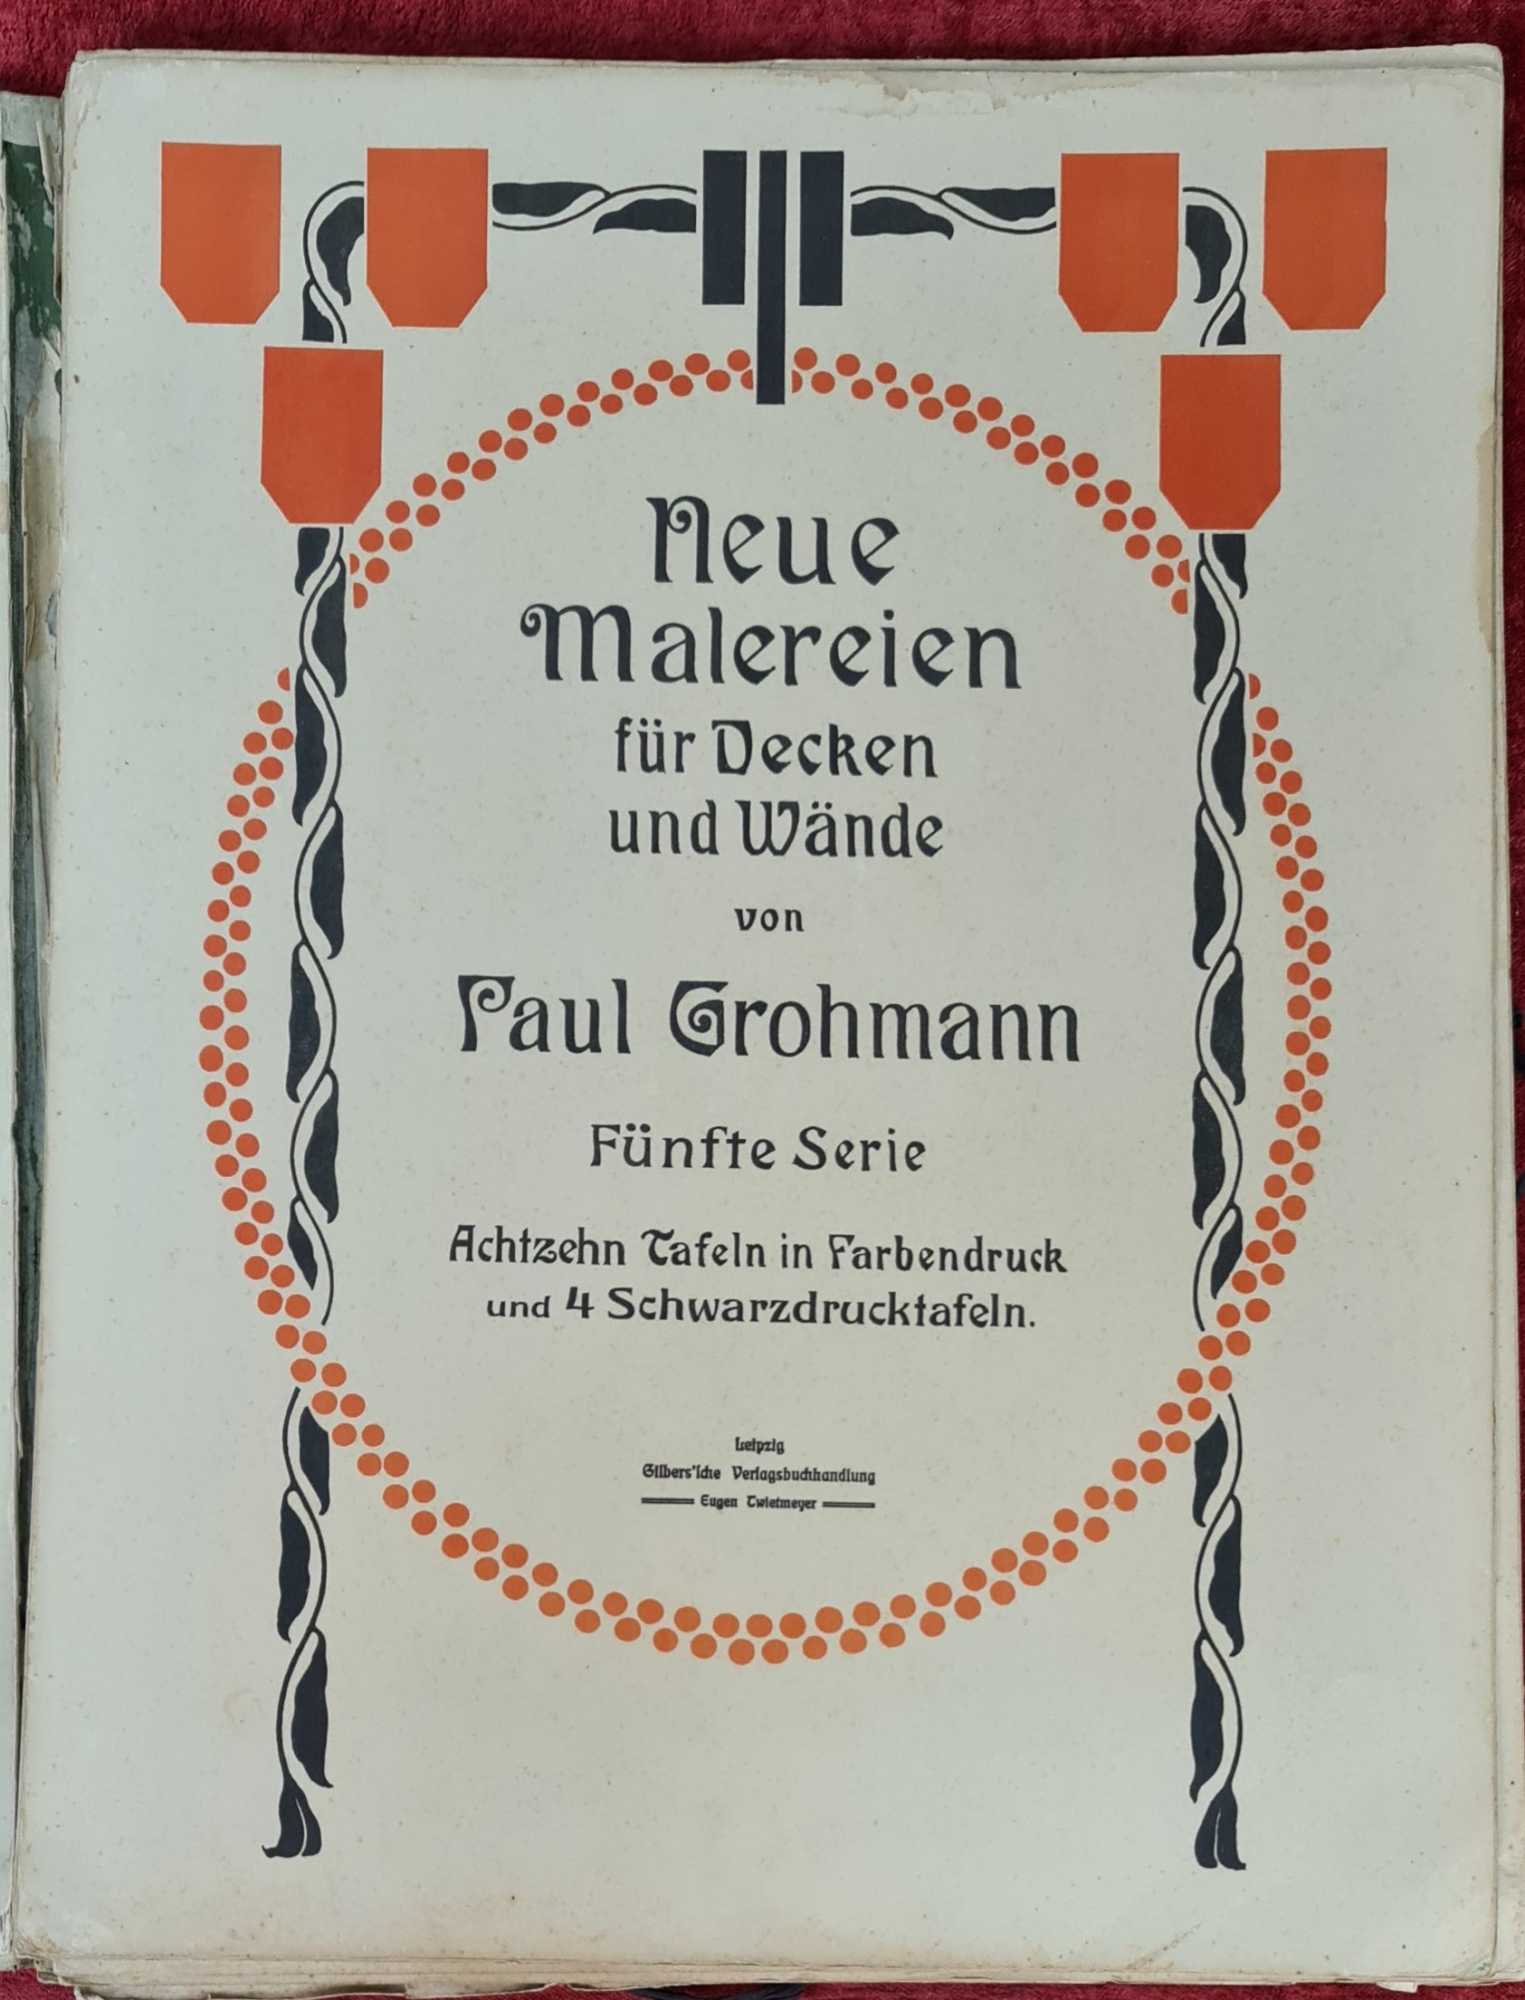 Neue
Malereien
für Decken
und Wände
von
Paul Grohmann
Fünfte Serie
Achtzehn Tafeln in Farbendruck
und 4 Schwarzdrucktafeln.
Leipzig
Gilbers'sche Verlagsbuchhandlung
Eugen Twietmeyer